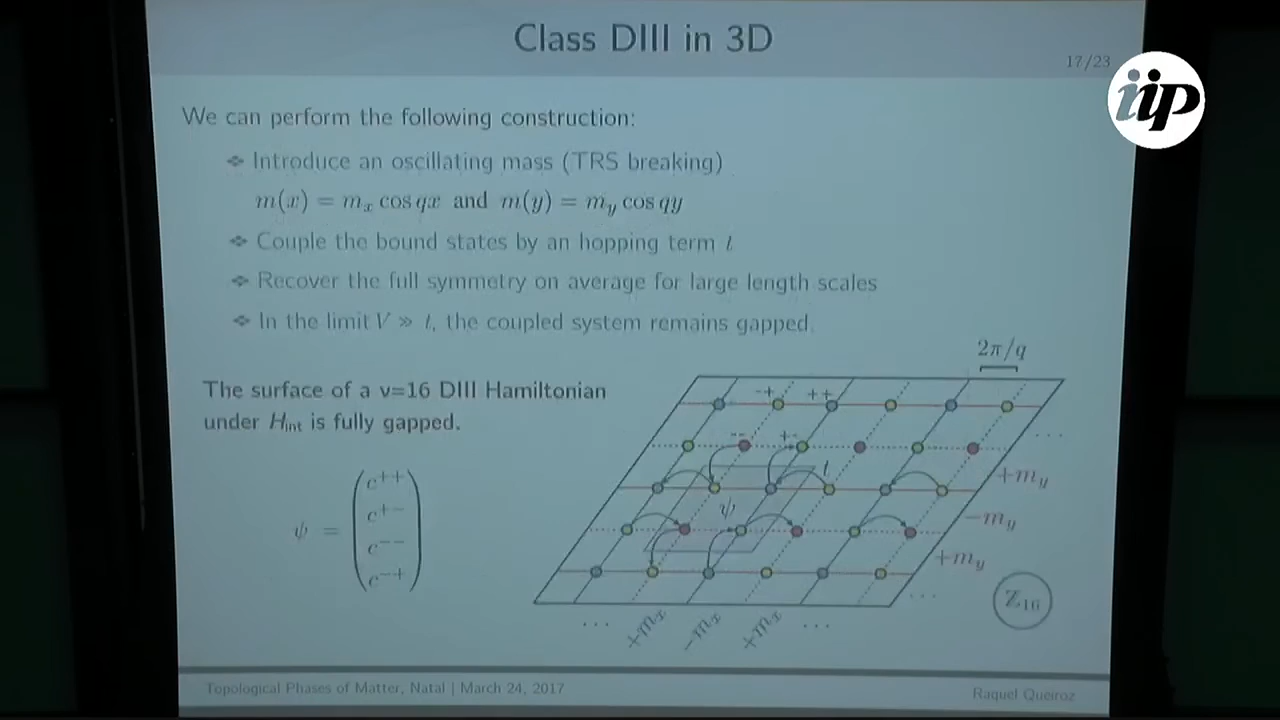 Class DIII in 3D
17/23
iip
We can perform the following construction:
Introduce an oscillating mass (TRS breaking)
m(x) = m_x cos qx and m(y) = m_y cos qy
Couple the bound states by an hopping term t
Recover the full symmetry on average for large length scales
In the limit V ≫ t, the coupled system remains gapped.
The surface of a ν=16 DIII Hamiltonian
under H_int is fully gapped.
ψ = (c^{++} c^{+-} c^{--} c^{-+})
2π/q
-+ ++
-- +-
t
ψ
. . .
+m_y
-m_y
+m_y
. . .
. . . +m_x -m_x +m_x . . .
ℤ₁₆
Topological Phases of Matter, Natal | March 24, 2017
Raquel Queiroz